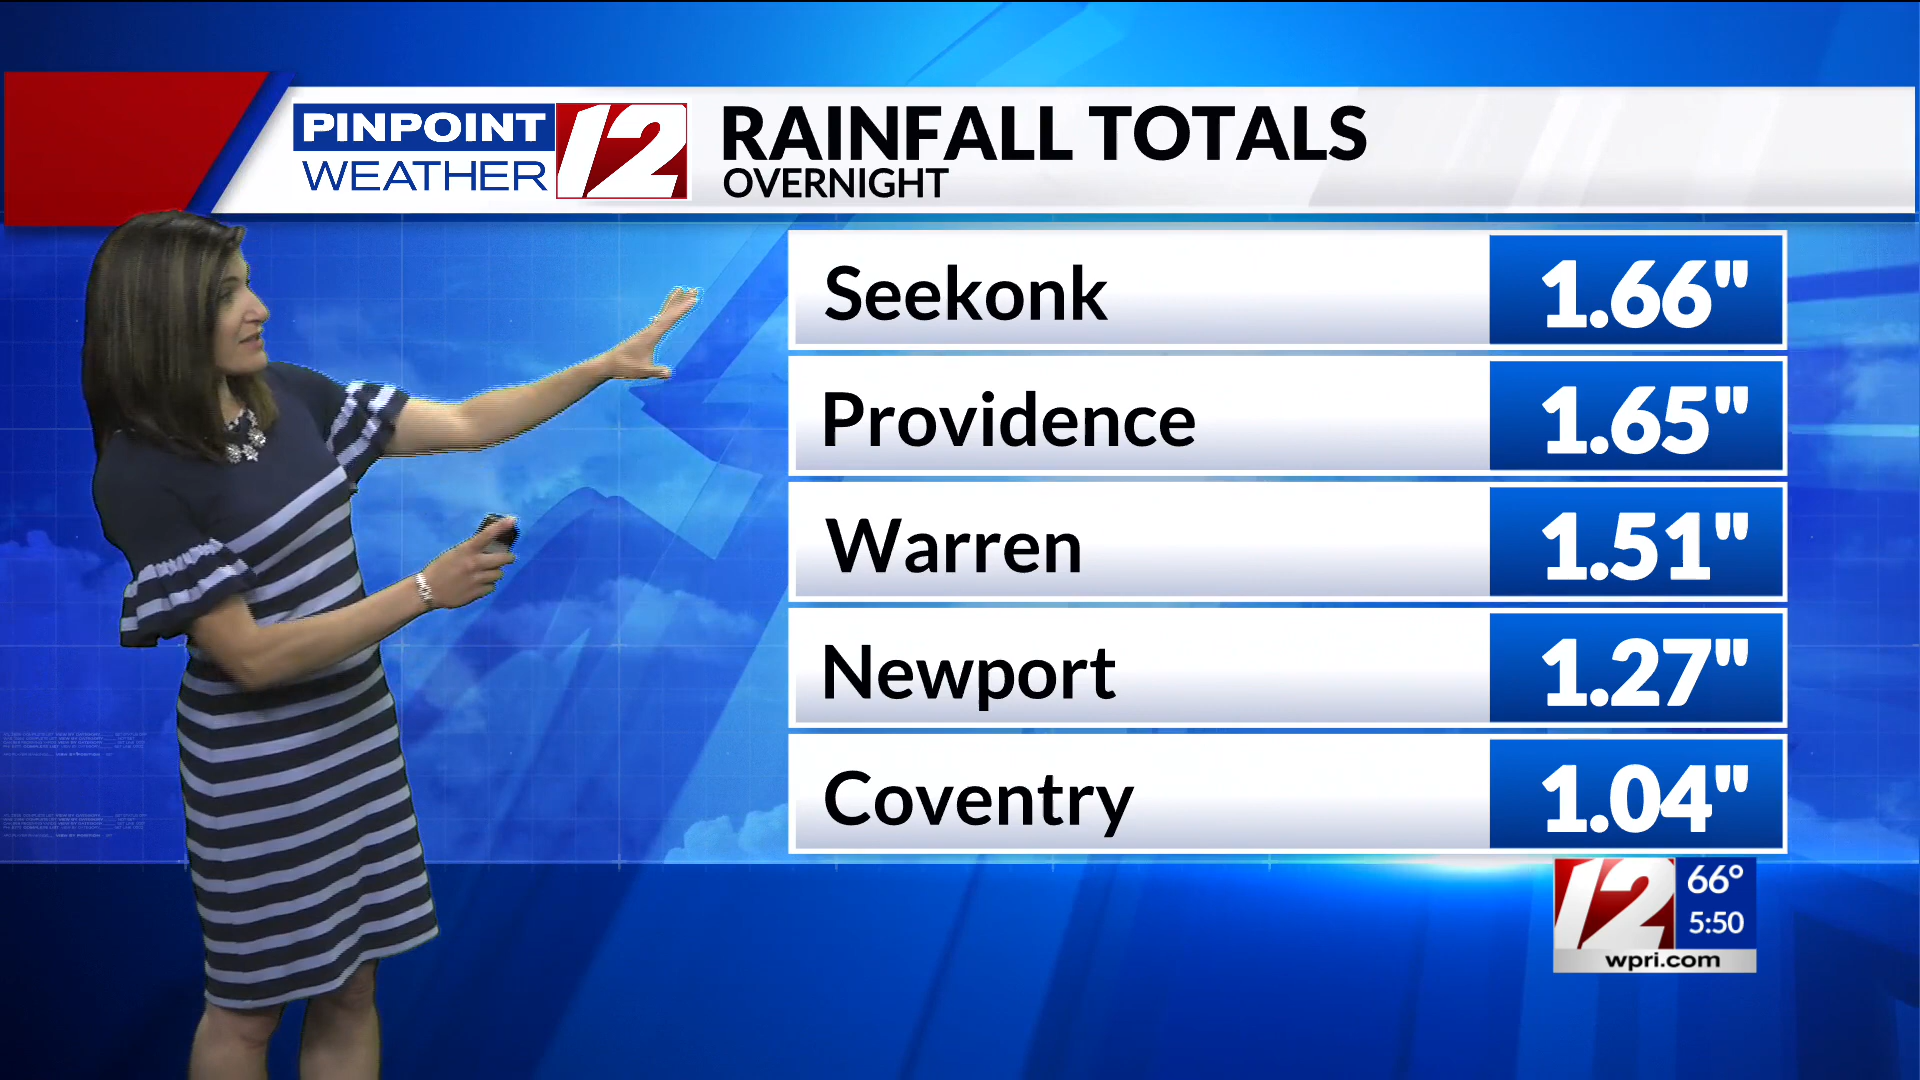 PINPOINT
WEATHER
12
RAINFALL TOTALS
OVERNIGHT
Seekonk 1.66"
Providence 1.65"
Warren 1.51"
Newport 1.27"
Coventry 1.04"
12
66°
5:50
wpri.com